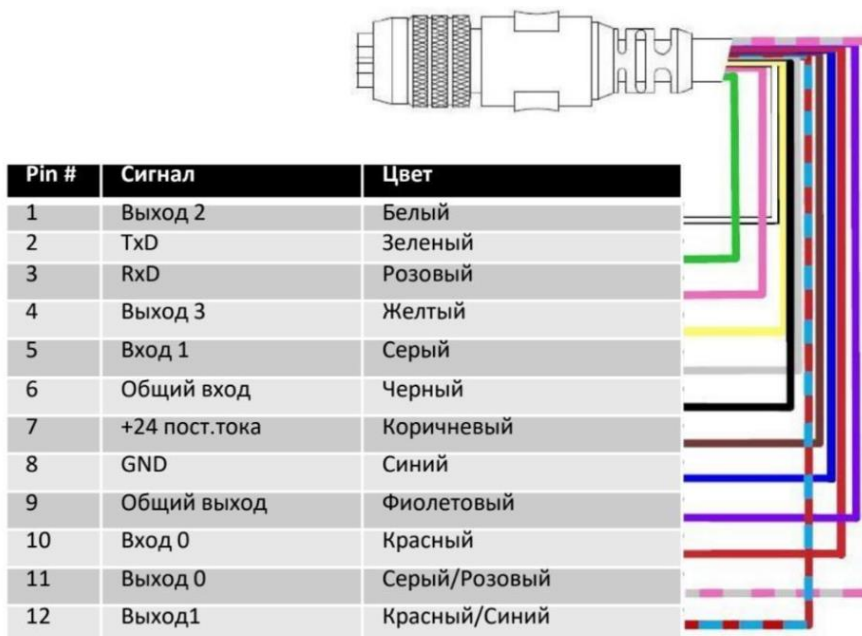 Pin # Сигнал Цвет
1 Выход 2 Белый
2 TxD Зеленый
3 RxD Розовый
4 Выход 3 Желтый
5 Вход 1 Серый
6 Общий вход Черный
7 +24 пост.тока Коричневый
8 GND Синий
9 Общий выход Фиолетовый
10 Вход 0 Красный
11 Выход 0 Серый/Розовый
12 Выход1 Красный/Синий